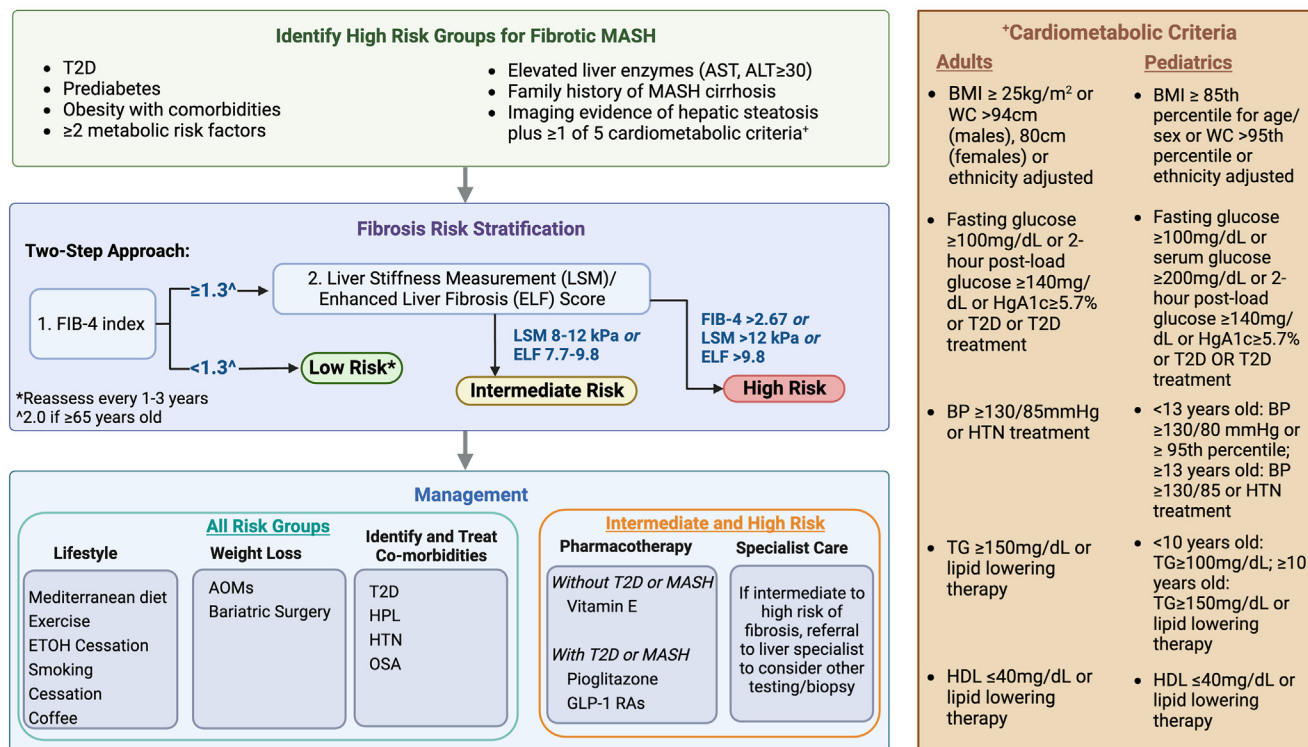 Identify High Risk Groups for Fibrotic MASH
• T2D
• Prediabetes
• Obesity with comorbidities
• ≥2 metabolic risk factors
• Elevated liver enzymes (AST, ALT≥30)
• Family history of MASH cirrhosis
• Imaging evidence of hepatic steatosis
plus ≥1 of 5 cardiometabolic criteria⁺
Fibrosis Risk Stratification
Two-Step Approach:
1. FIB-4 index
≥1.3^
<1.3^
2. Liver Stiffness Measurement (LSM)/
Enhanced Liver Fibrosis (ELF) Score
Low Risk*
LSM 8-12 kPa or
ELF 7.7-9.8
Intermediate Risk
FIB-4 >2.67 or
LSM >12 kPa or
ELF >9.8
High Risk
*Reassess every 1-3 years
^2.0 if ≥65 years old
Management
All Risk Groups
Lifestyle
Mediterranean diet
Exercise
ETOH Cessation
Smoking
Cessation
Coffee
Weight Loss
AOMs
Bariatric Surgery
Identify and Treat
Co-morbidities
T2D
HPL
HTN
OSA
Intermediate and High Risk
Pharmacotherapy
Without T2D or MASH
Vitamin E
With T2D or MASH
Pioglitazone
GLP-1 RAs
Specialist Care
If intermediate to
high risk of
fibrosis, referral
to liver specialist
to consider other
testing/biopsy
⁺Cardiometabolic Criteria
Adults
• BMI ≥ 25kg/m² or
WC >94cm
(males), 80cm
(females) or
ethnicity adjusted
• Fasting glucose
≥100mg/dL or 2-
hour post-load
glucose ≥140mg/
dL or HgA1c≥5.7%
or T2D or T2D
treatment
• BP ≥130/85mmHg
or HTN treatment
• TG ≥150mg/dL or
lipid lowering
therapy
• HDL ≤40mg/dL or
lipid lowering
therapy
Pediatrics
• BMI ≥ 85th
percentile for age/
sex or WC >95th
percentile or
ethnicity adjusted
• Fasting glucose
≥100mg/dL or
serum glucose
≥200mg/dL or 2-
hour post-load
glucose ≥140mg/
dL or HgA1c≥5.7%
or T2D OR T2D
treatment
• <13 years old: BP
≥130/80 mmHg or
≥ 95th percentile;
≥13 years old: BP
≥130/85 or HTN
treatment
• <10 years old:
TG≥100mg/dL; ≥10
years old:
TG≥150mg/dL or
lipid lowering
therapy
• HDL ≤40mg/dL or
lipid lowering
therapy